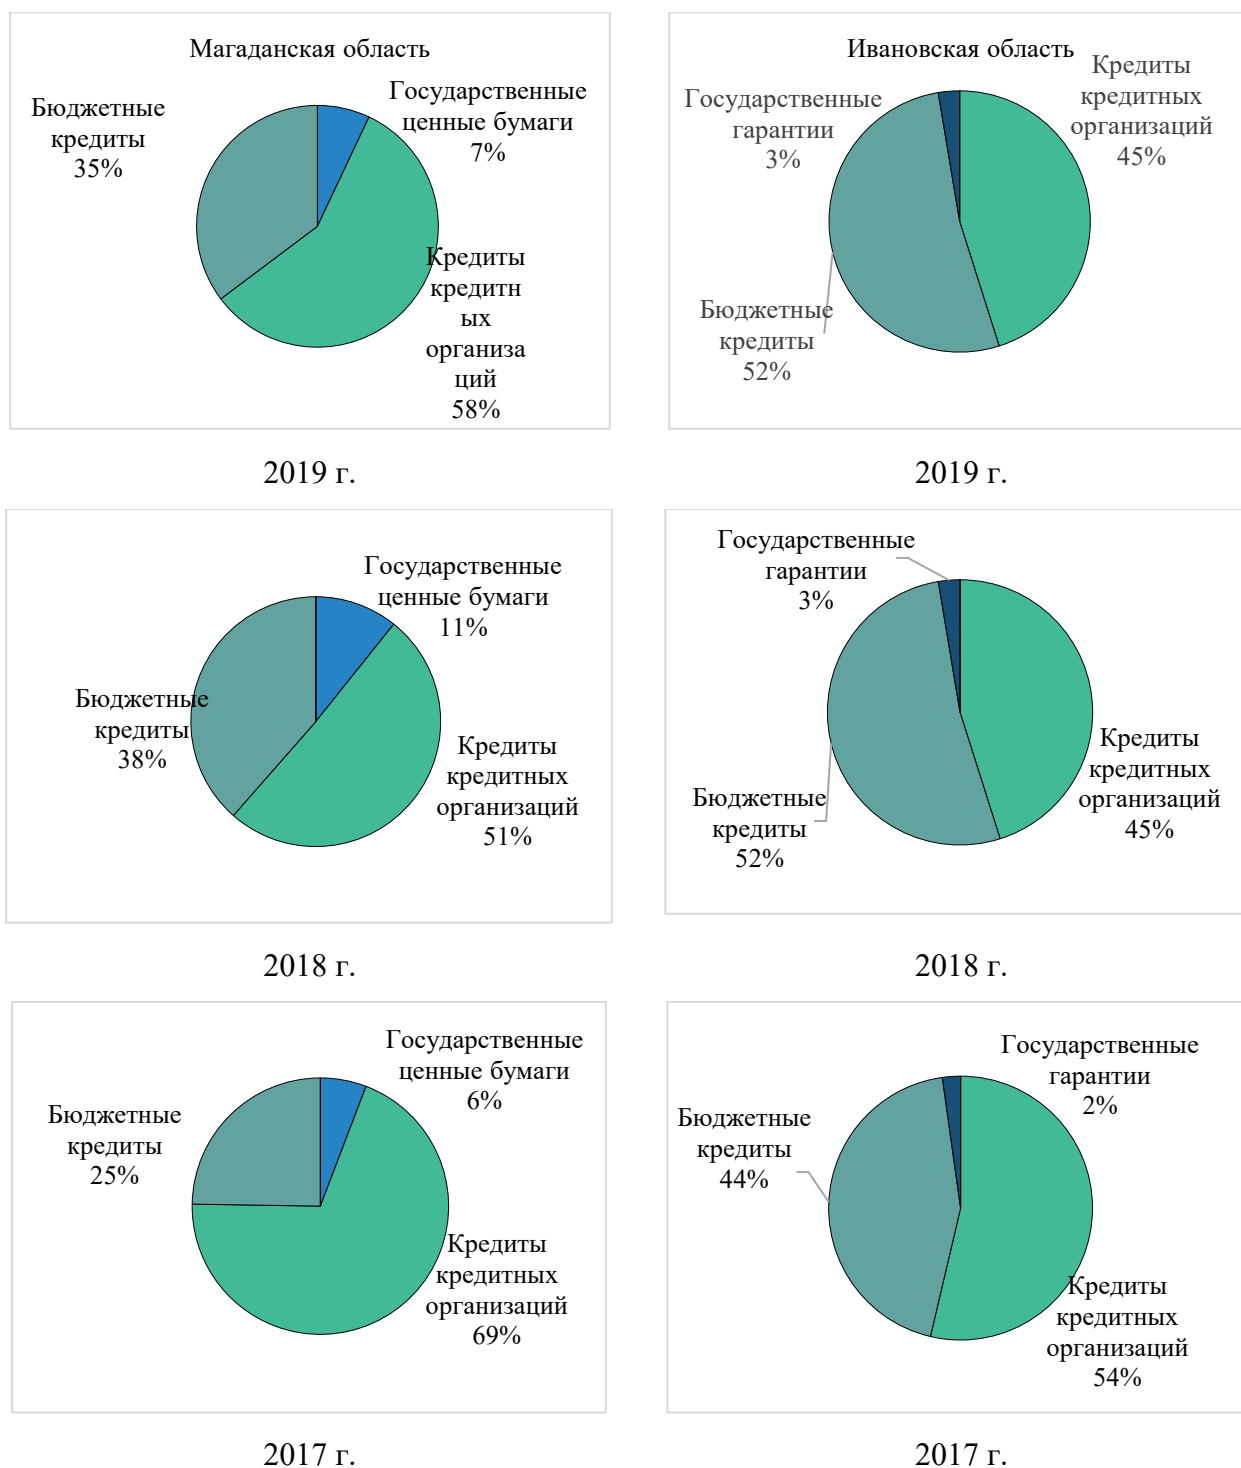 Магаданская область
Государственные
ценные бумаги
7%
Бюджетные
кредиты
35%
Кредиты
кредитн
ых
организа
ций
58%
2019 г.
Ивановская область
Кредиты
кредитных
организаций
45%
Государственные
гарантии
3%
Бюджетные
кредиты
52%
2019 г.
Государственные
ценные бумаги
11%
Бюджетные
кредиты
38%
Кредиты
кредитных
организаций
51%
2018 г.
Государственные
гарантии
3%
Кредиты
кредитных
организаций
45%
Бюджетные
кредиты
52%
2018 г.
Государственные
ценные бумаги
6%
Бюджетные
кредиты
25%
Кредиты
кредитных
организаций
69%
2017 г.
Государственные
гарантии
2%
Бюджетные
кредиты
44%
Кредиты
кредитных
организаций
54%
2017 г.